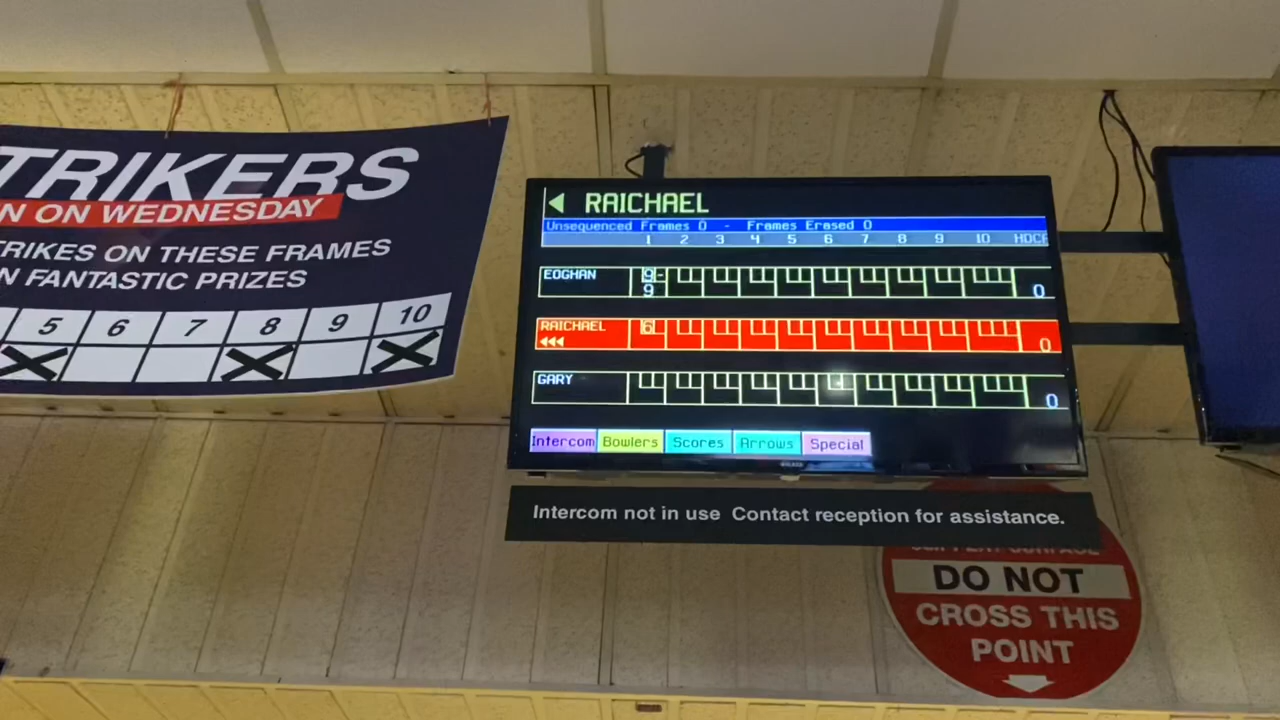 TRIKERS
N ON WEDNESDAY
TRIKES ON THESE FRAMES
N FANTASTIC PRIZES
5 6 7 8 9 10
RAICHAEL
Unsequenced Frames 0 - Frames Erased 0
1 2 3 4 5 6 7 8 9 10 HDCP
EOGHAN 9 -
9 0
RAICHAEL 6
0
GARY
0
Intercom Bowlers Scores Arrows Special
Intercom not in use Contact reception for assistance.
SURFACE
DO NOT
CROSS THIS
POINT